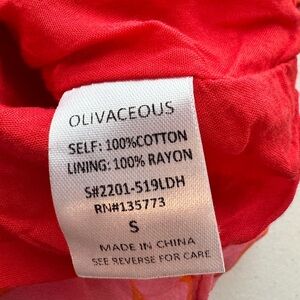 OLIVACEOUS
SELF: 100%COTTON
LINING: 100% RAYON
S#2201-519LDH
RN#135773
S
MADE IN CHINA
SEE REVERSE FOR CARE